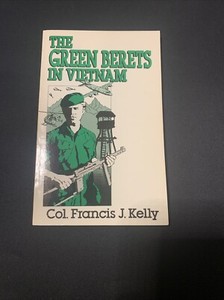 THE
GREEN BERETS
IN VIETNAM
Col. Francis J. Kelly